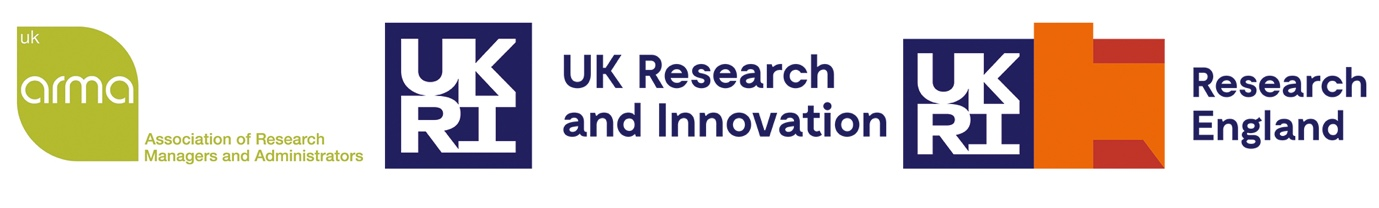 uk
arma
Association of Research
Managers and Administrators
UK
RI
UK Research
and Innovation
UK
RI
Research
England